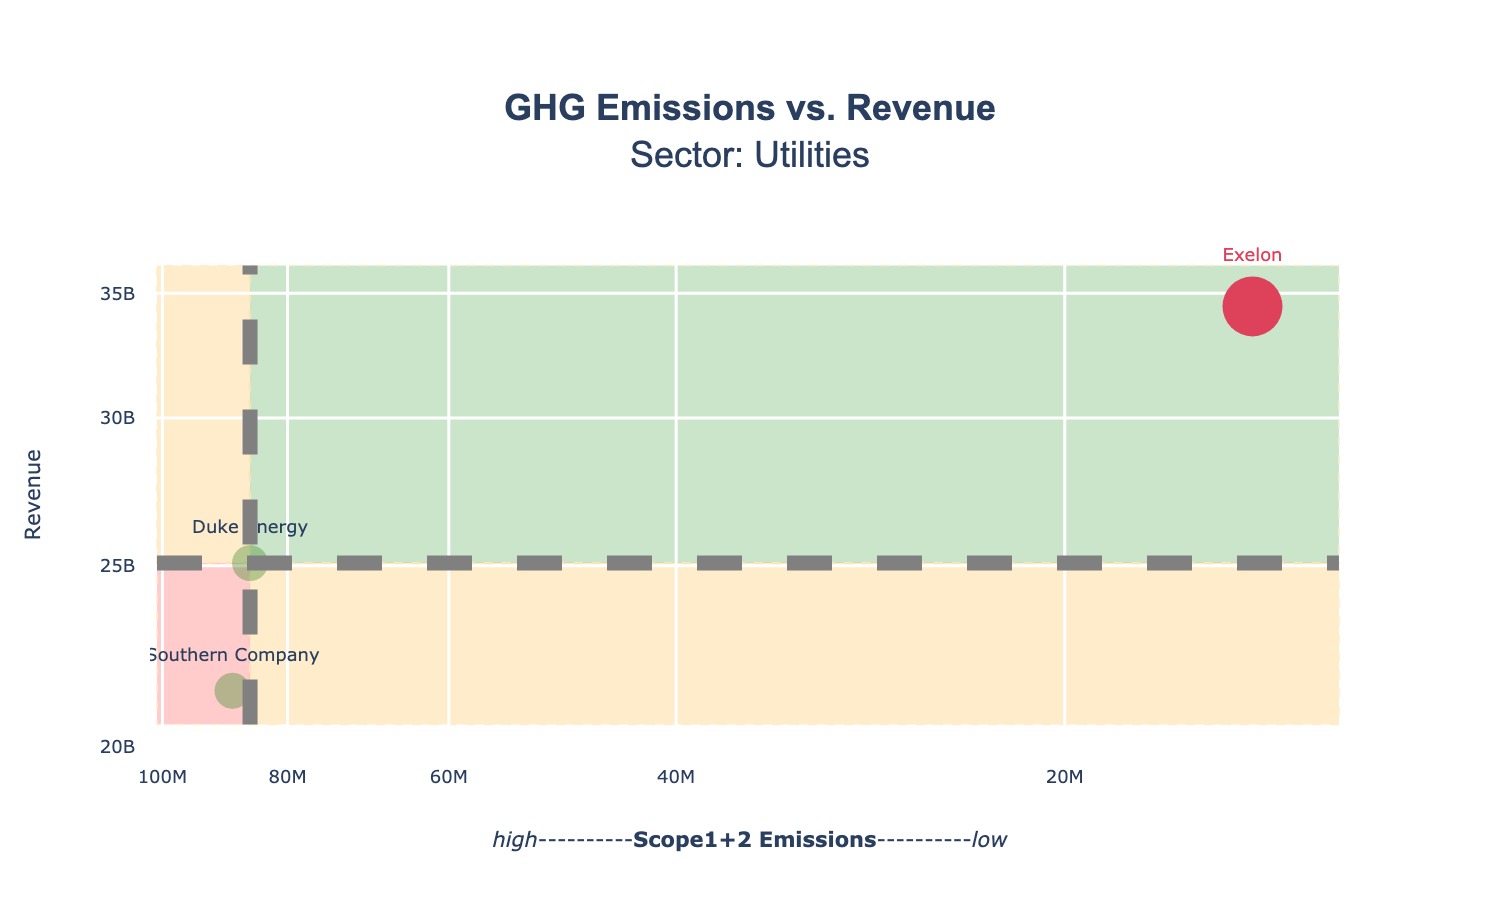 GHG Emissions vs. Revenue
Sector: Utilities
Exelon
35B
30B
Duke Energy
25B
Southern Company
20B
100M 80M 60M 40M 20M
Revenue
high----------Scope1+2 Emissions----------low